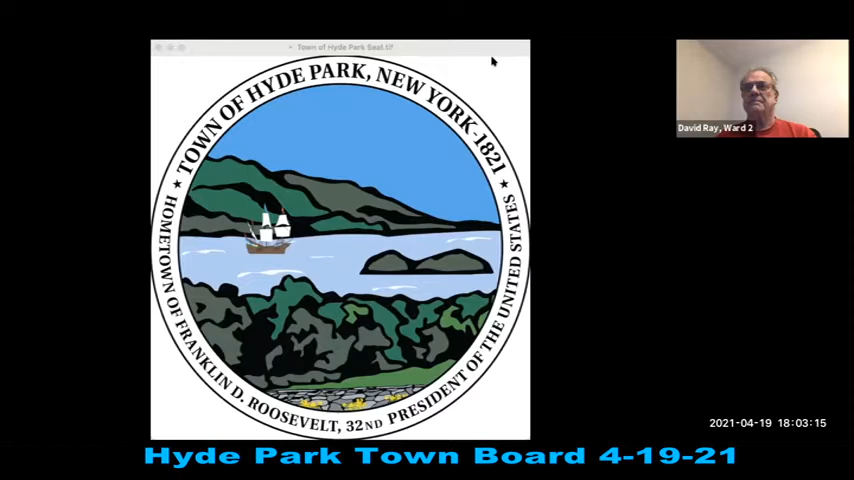 Town of Hyde Park Seal.tif
TOWN OF HYDE PARK, NEW YORK-1821
★ HOMETOWN OF FRANKLIN D. ROOSEVELT, 32ND PRESIDENT OF THE UNITED STATES ★
David Ray, Ward 2
2021-04-19 18:03:15
Hyde Park Town Board 4-19-21